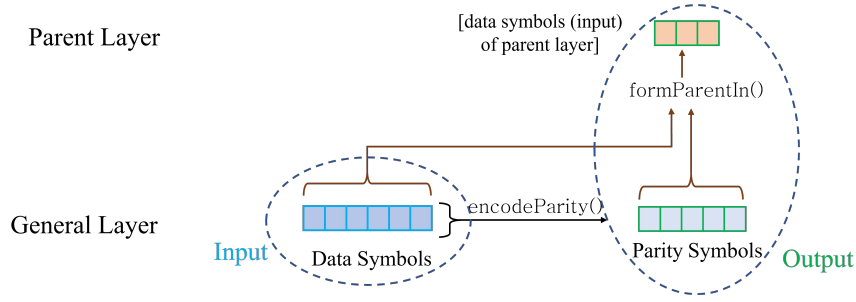 Parent Layer
[data symbols (input)
of parent layer]
formParentIn()
General Layer
encodeParity()
Input
Data Symbols
Parity Symbols
Output